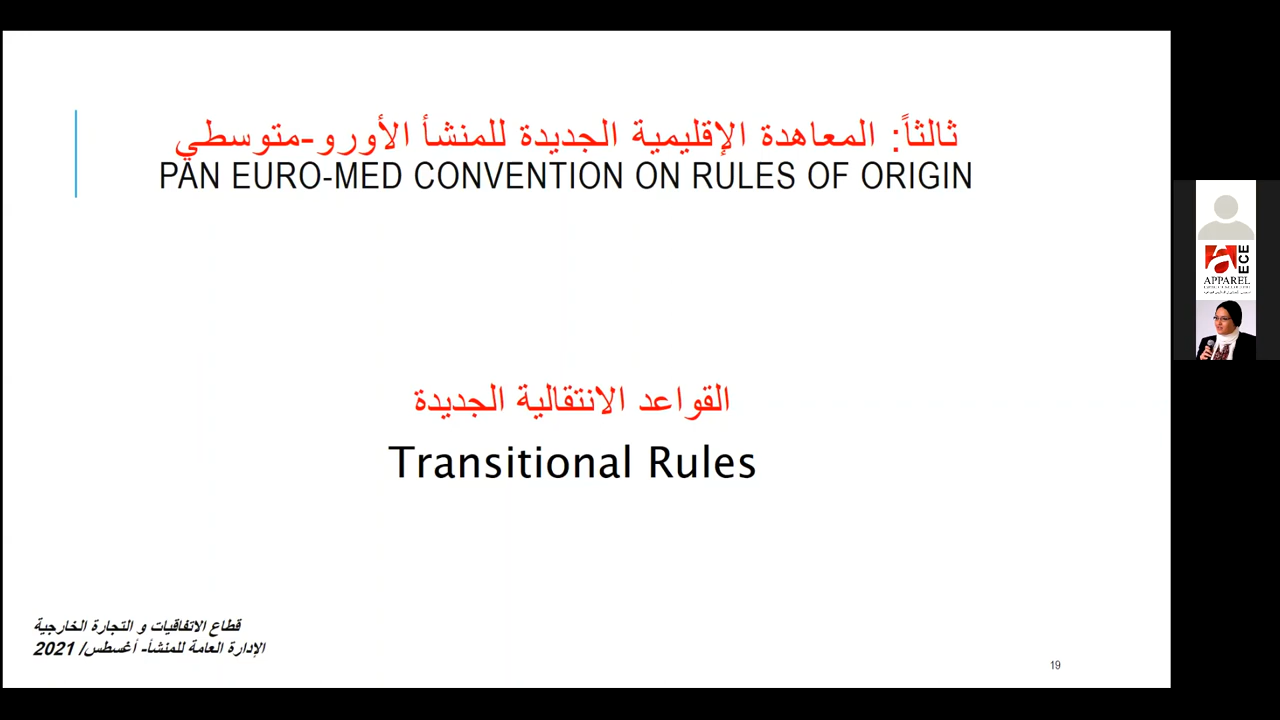 ثالثاً: المعاهدة الإقليمية الجديدة للمنشأ الأورو-متوسطي
PAN EURO-MED CONVENTION ON RULES OF ORIGIN
القواعد الانتقالية الجديدة
Transitional Rules
قطاع الاتفاقيات و التجارة الخارجية
الإدارة العامة للمنشأ- أغسطس/ 2021
19
ECE
APPAREL